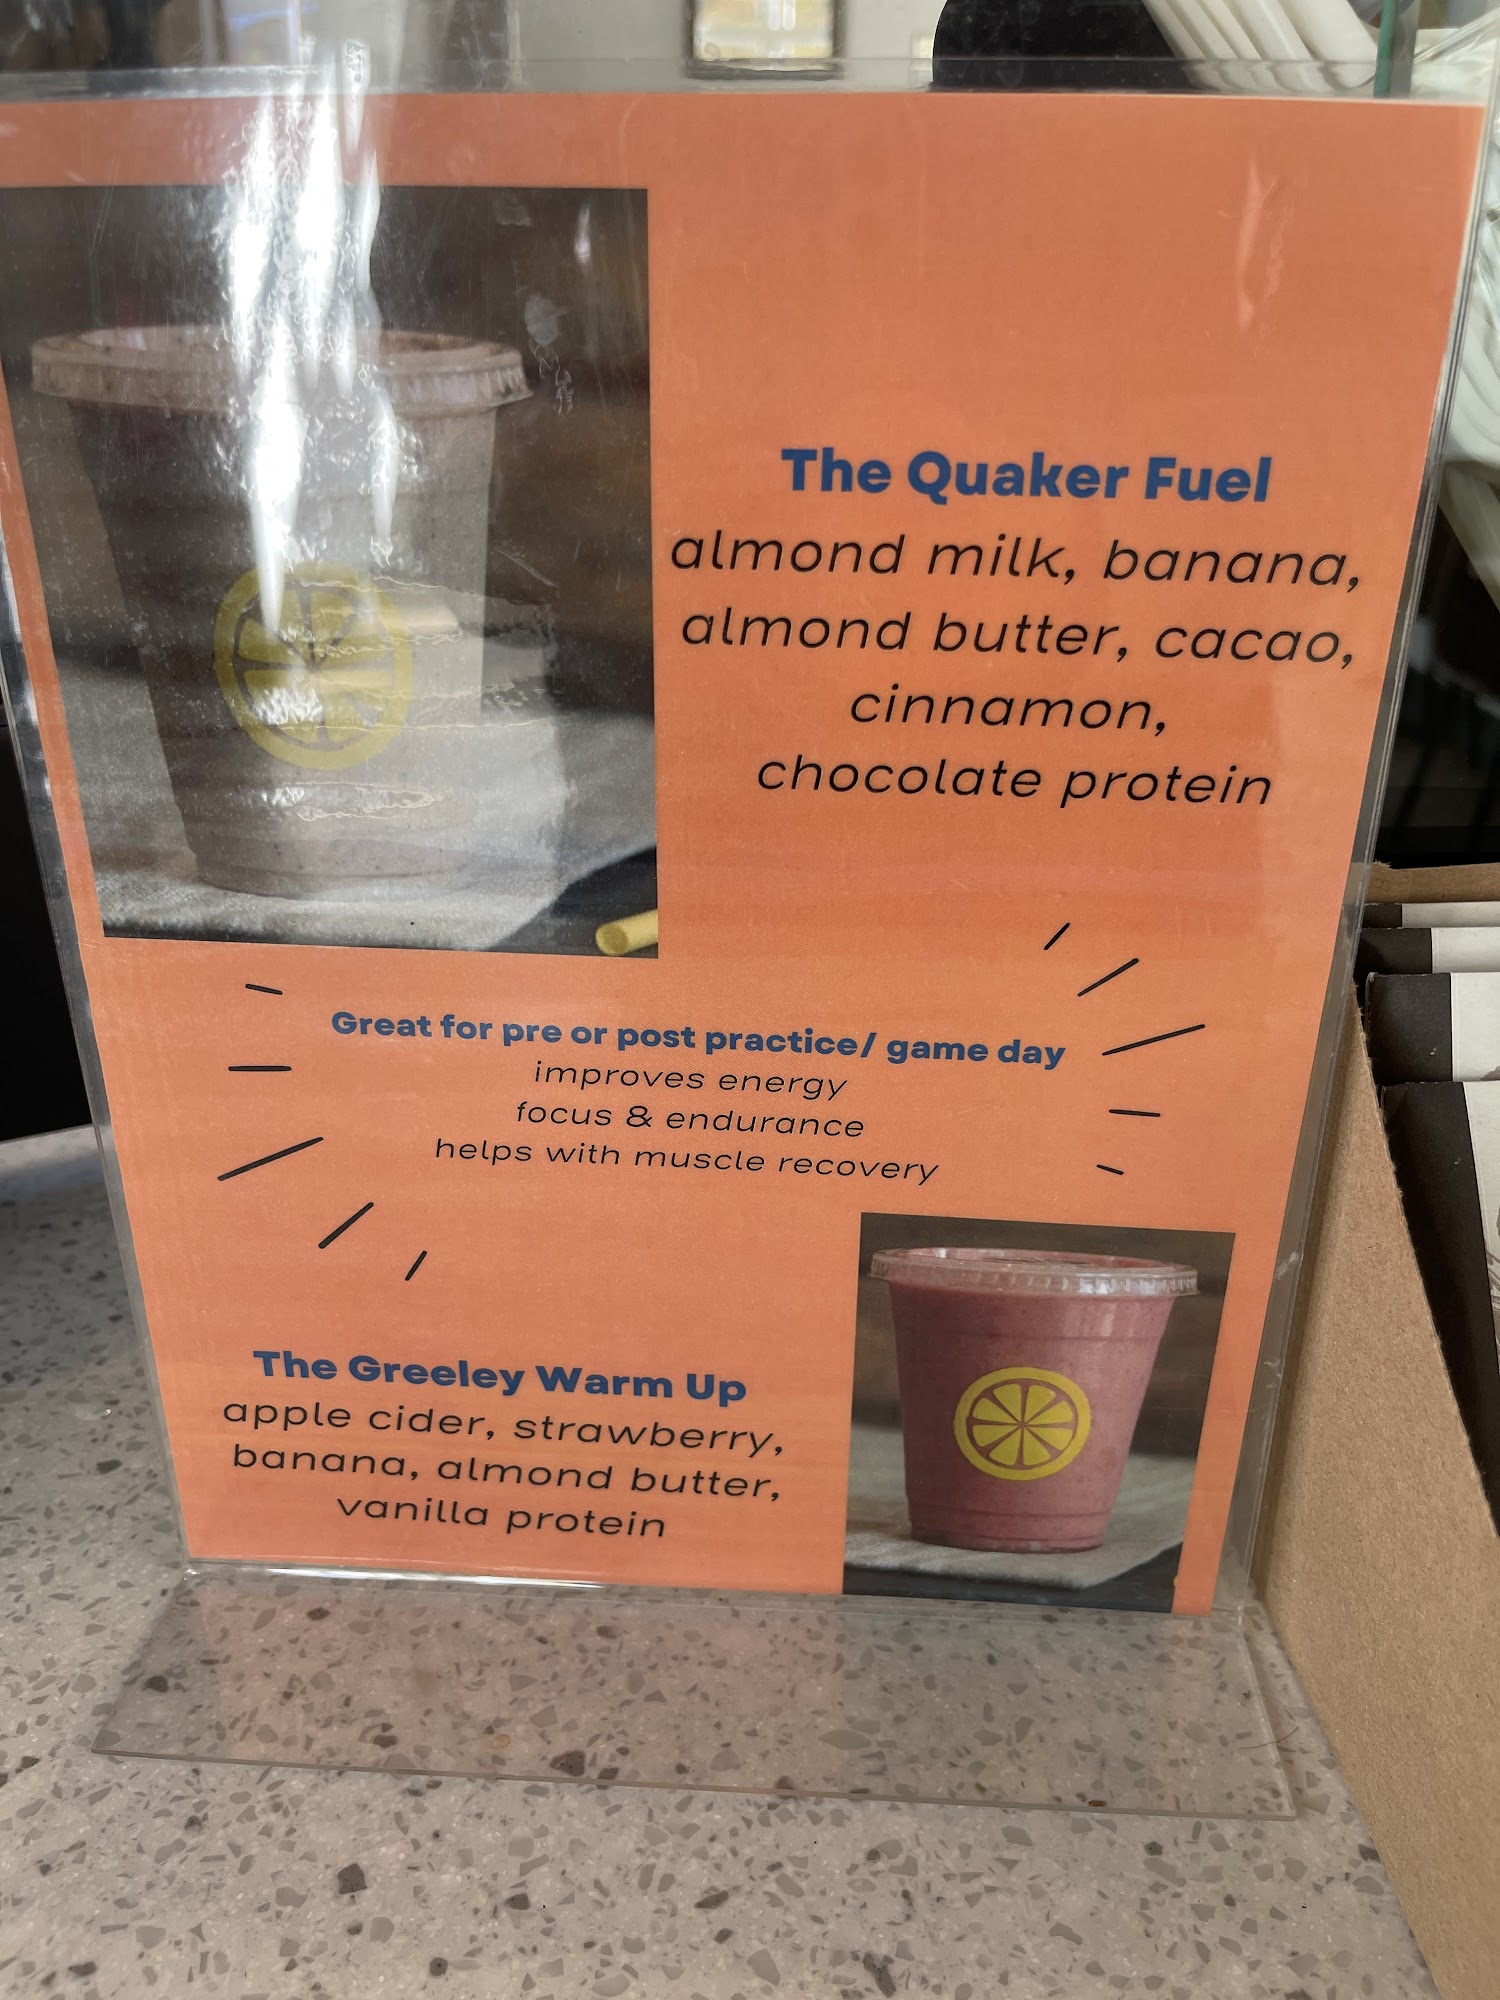 The Quaker Fuel
almond milk, banana,
almond butter, cacao,
cinnamon,
chocolate protein
Great for pre or post practice/ game day
improves energy
focus & endurance
helps with muscle recovery
The Greeley Warm Up
apple cider, strawberry,
banana, almond butter,
vanilla protein